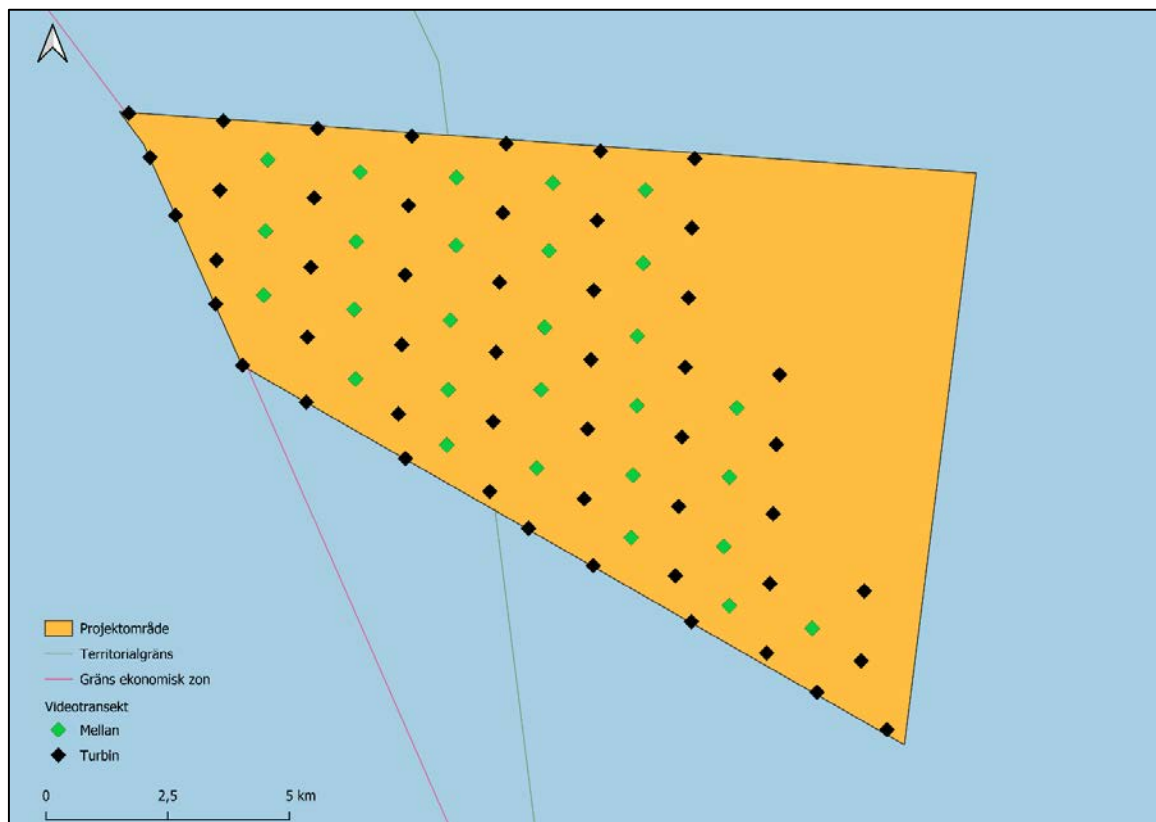 Projektområde
Territorialgräns
Gräns ekonomisk zon
Videotransekt
Mellan
Turbin
0 2,5 5 km